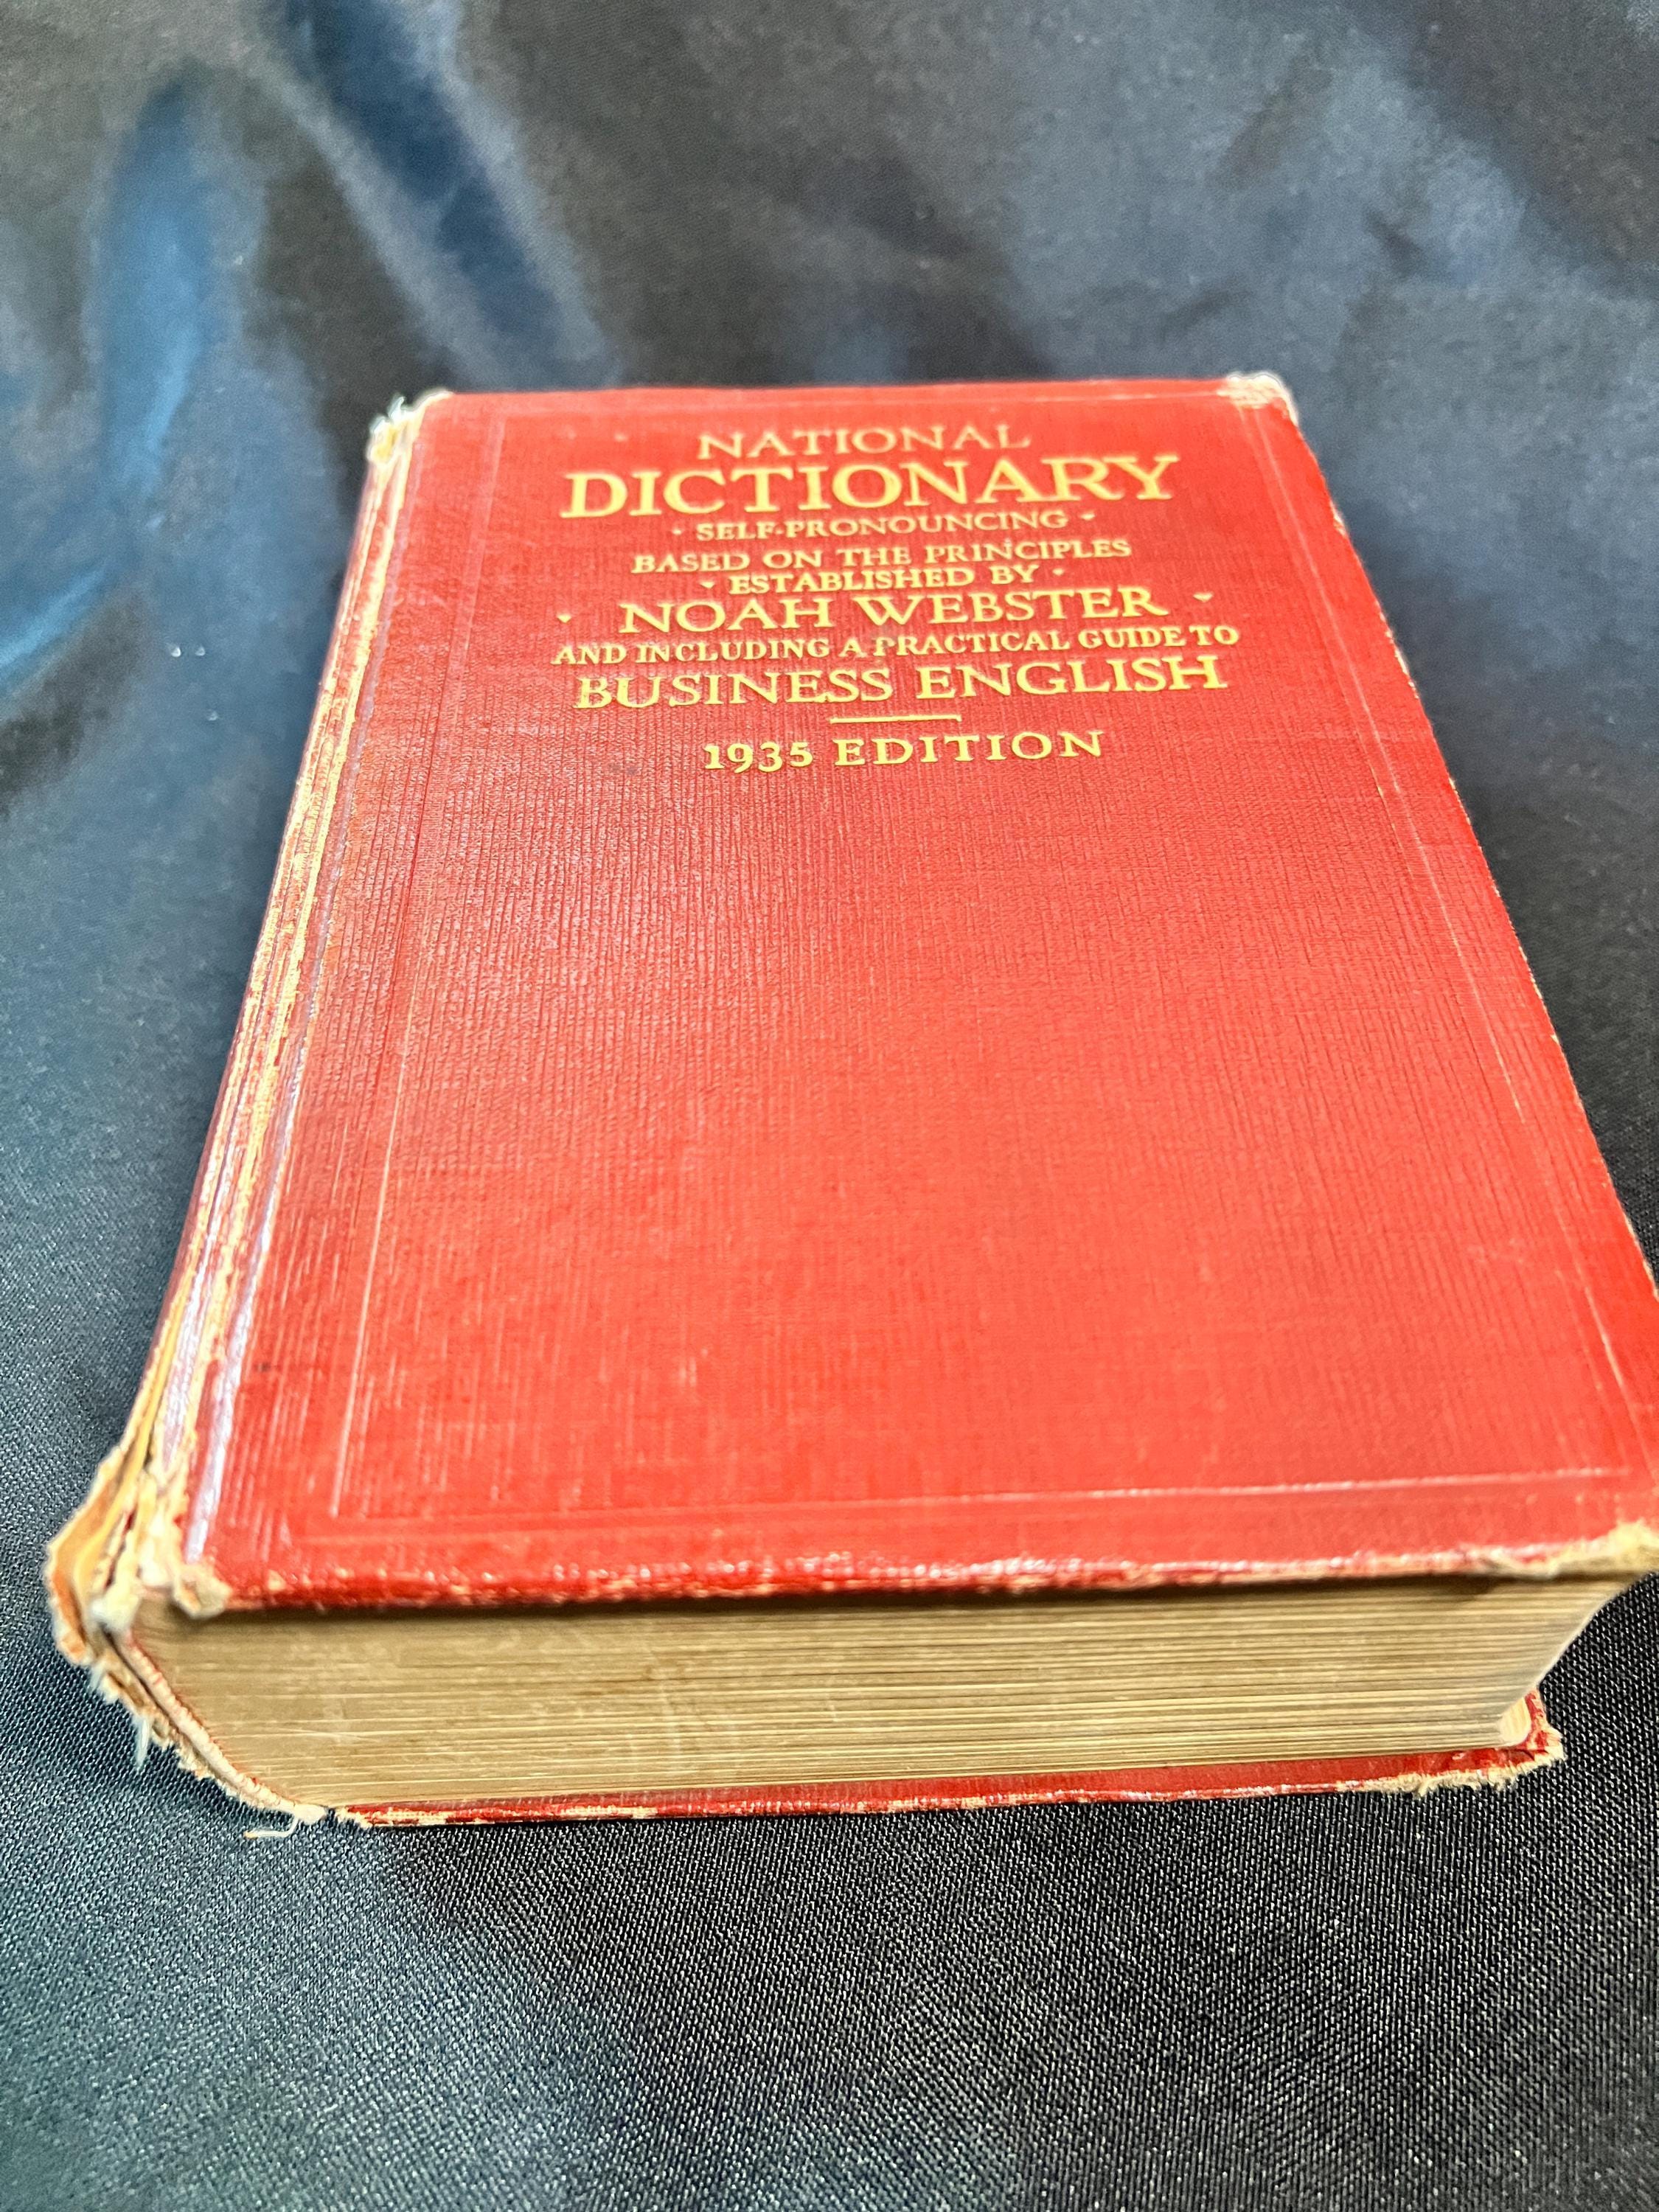 NATIONAL
DICTIONARY
• SELF-PRONOUNCING •
BASED ON THE PRINCIPLES
• ESTABLISHED BY •
• NOAH WEBSTER •
AND INCLUDING A PRACTICAL GUIDE TO
BUSINESS ENGLISH
1935 EDITION